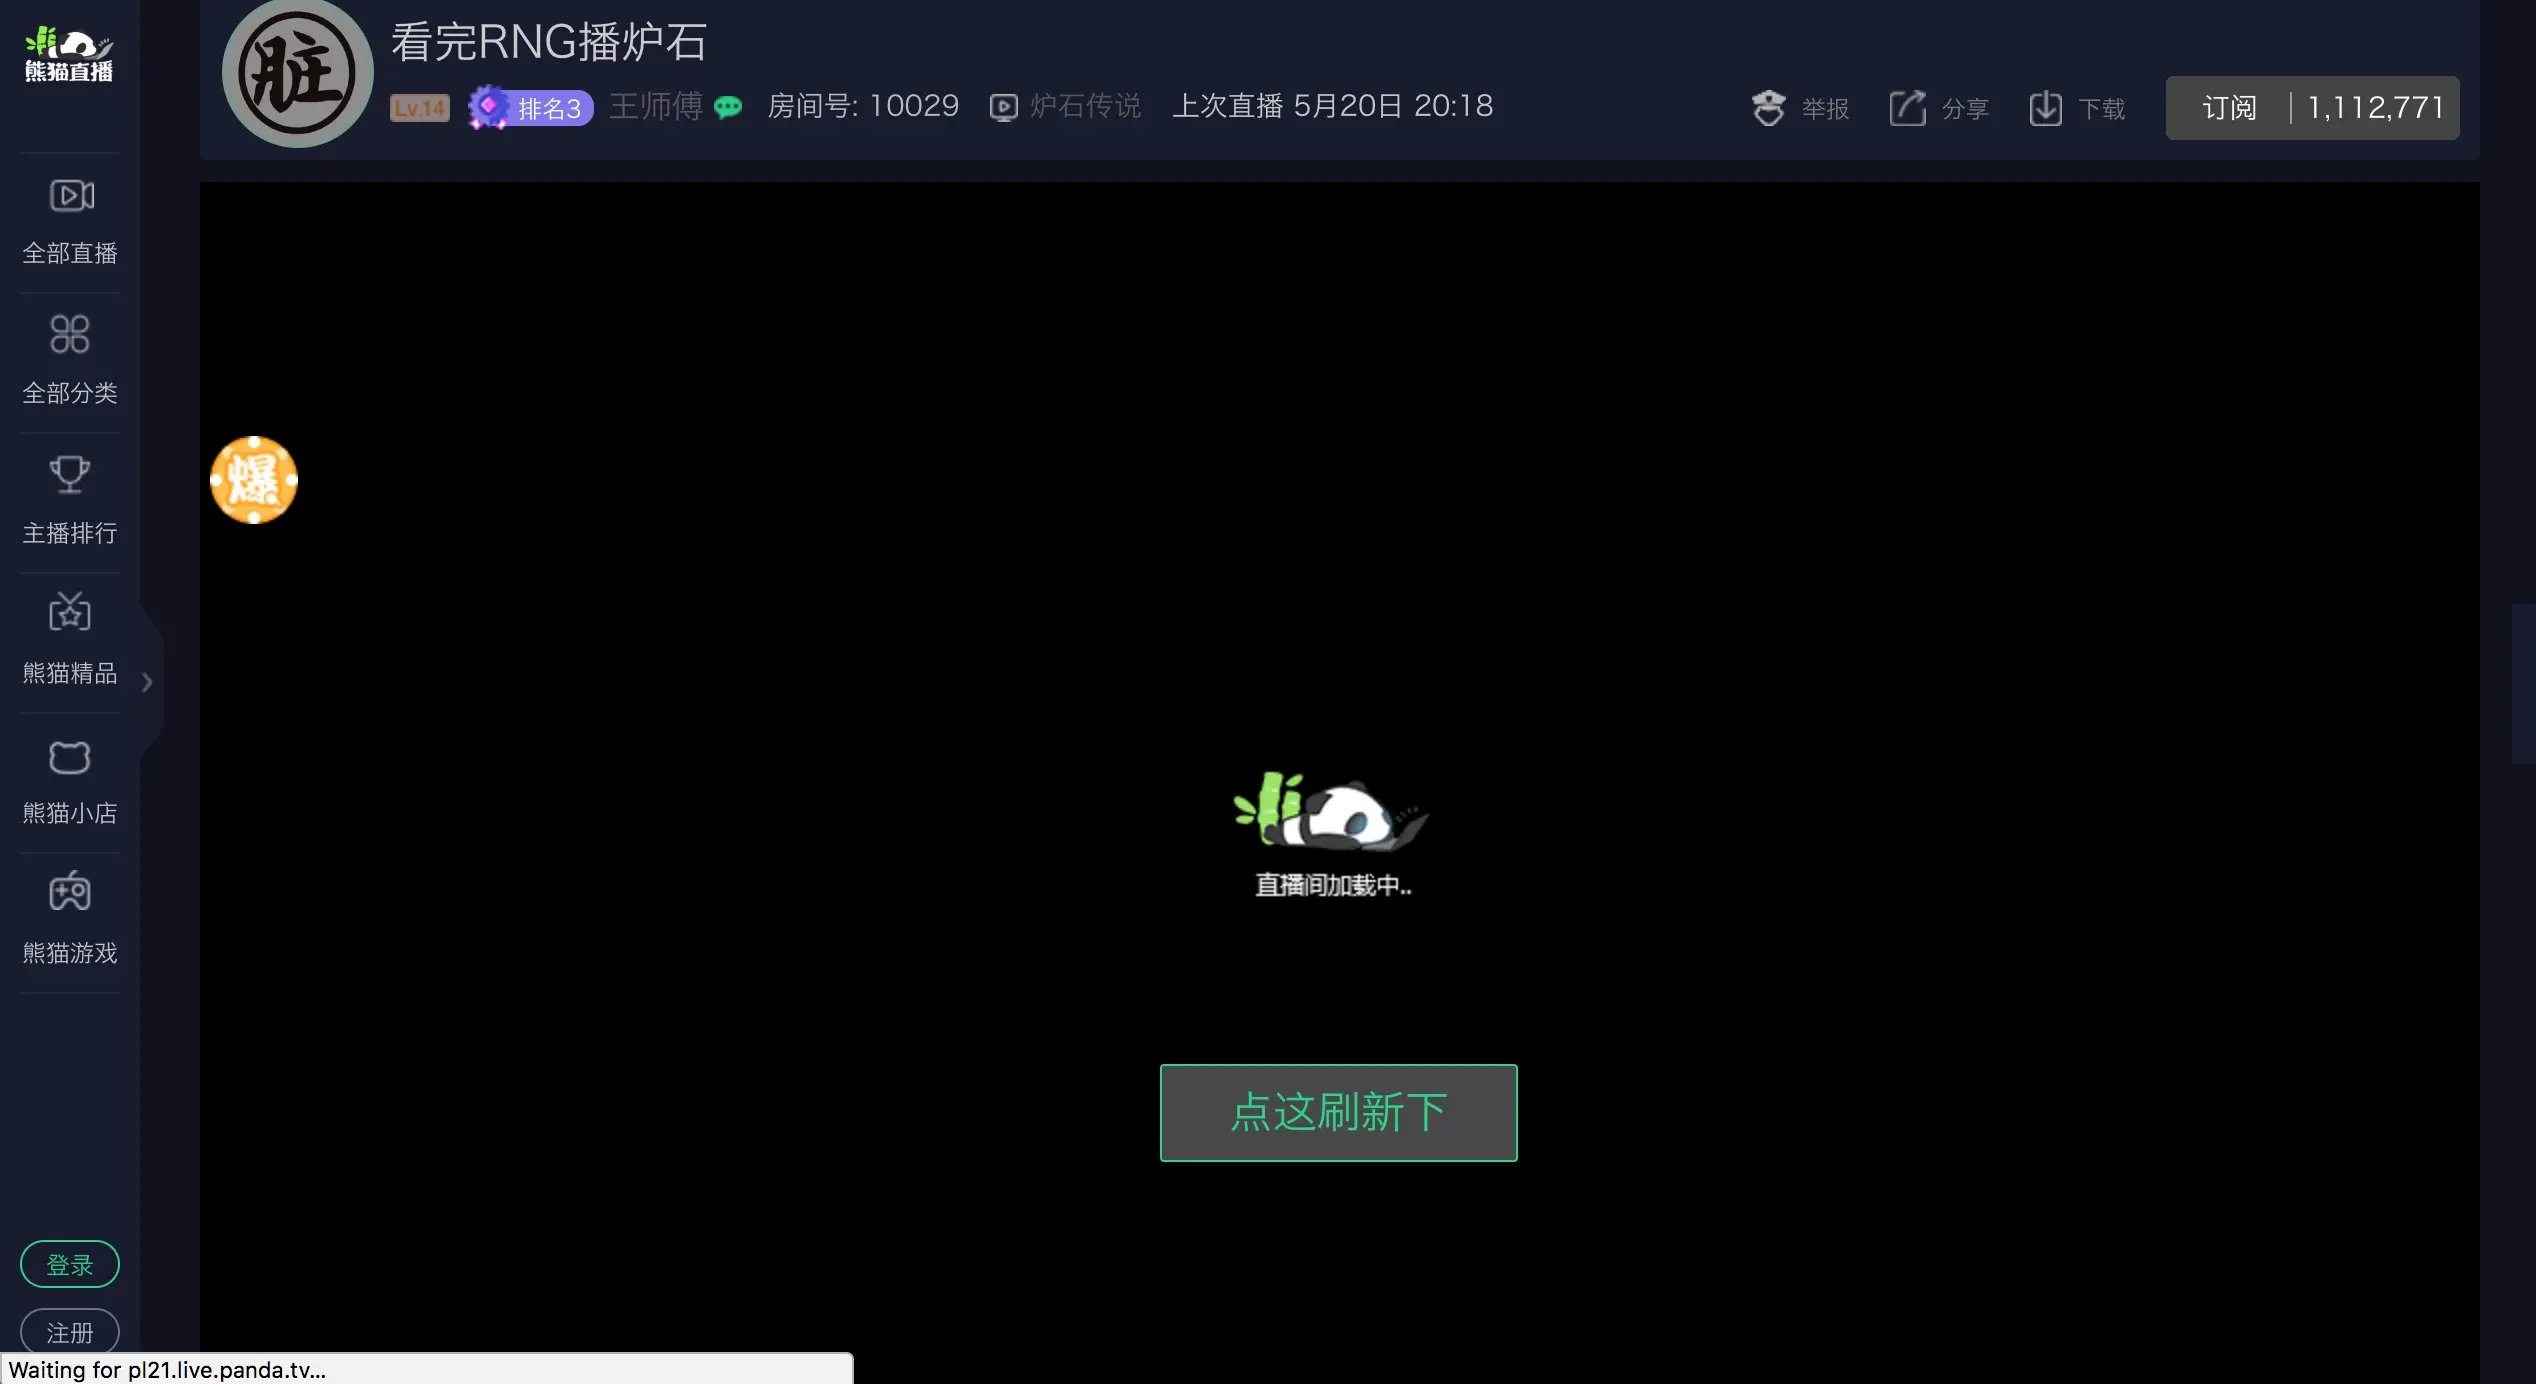 熊猫直播
脏
看完RNG播炉石
Lv.14 排名3 王师傅 房间号: 10029 炉石传说 上次直播 5月20日 20:18
举报 分享 下载 订阅 1,112,771
全部直播
全部分类
主播排行
熊猫精品
熊猫小店
熊猫游戏
爆
直播间加载中..
点这刷新下
登录
注册
Waiting for pl21.live.panda.tv...